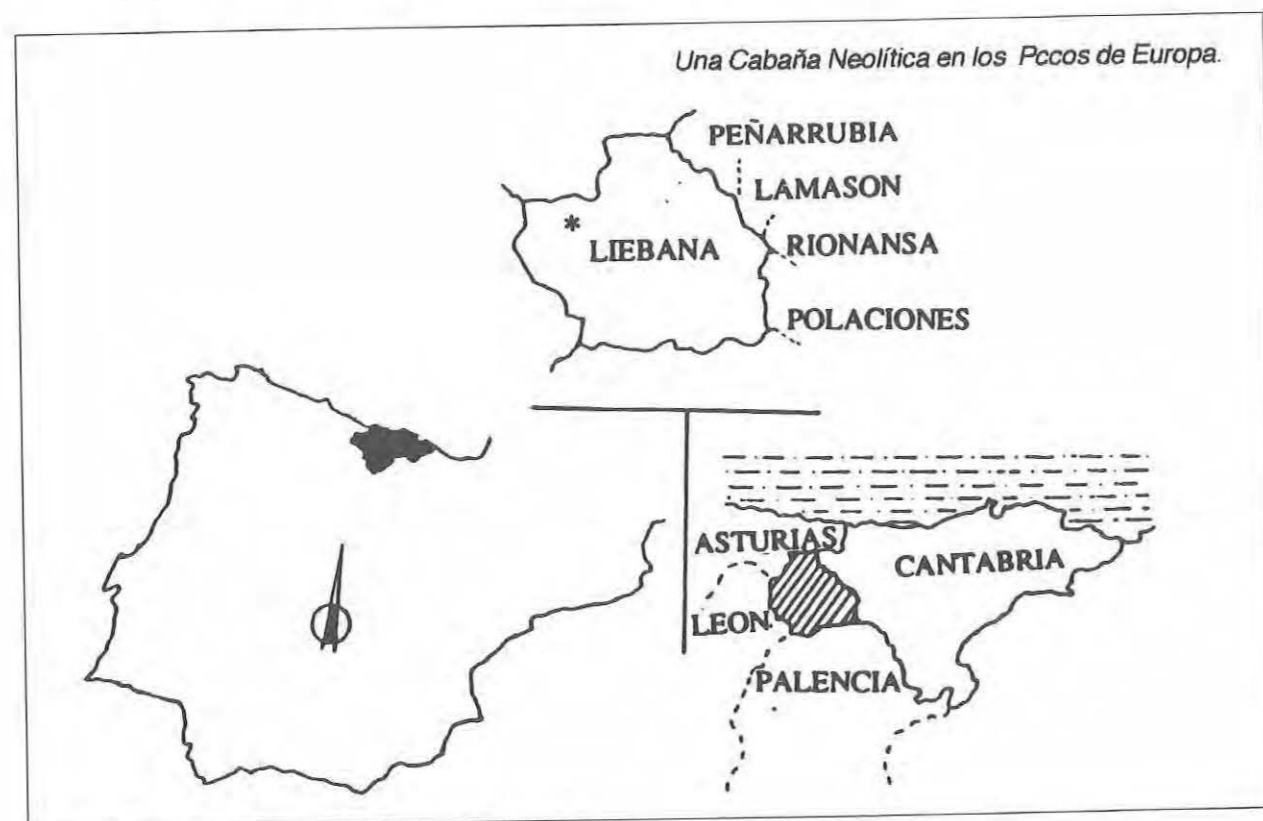 Una Cabaña Neolítica en los Pccos de Europa.
PEÑARRUBIA
LAMASON
*
LIEBANA
RIONANSA
POLACIONES
ASTURIAS
CANTABRIA
LEON
PALENCIA